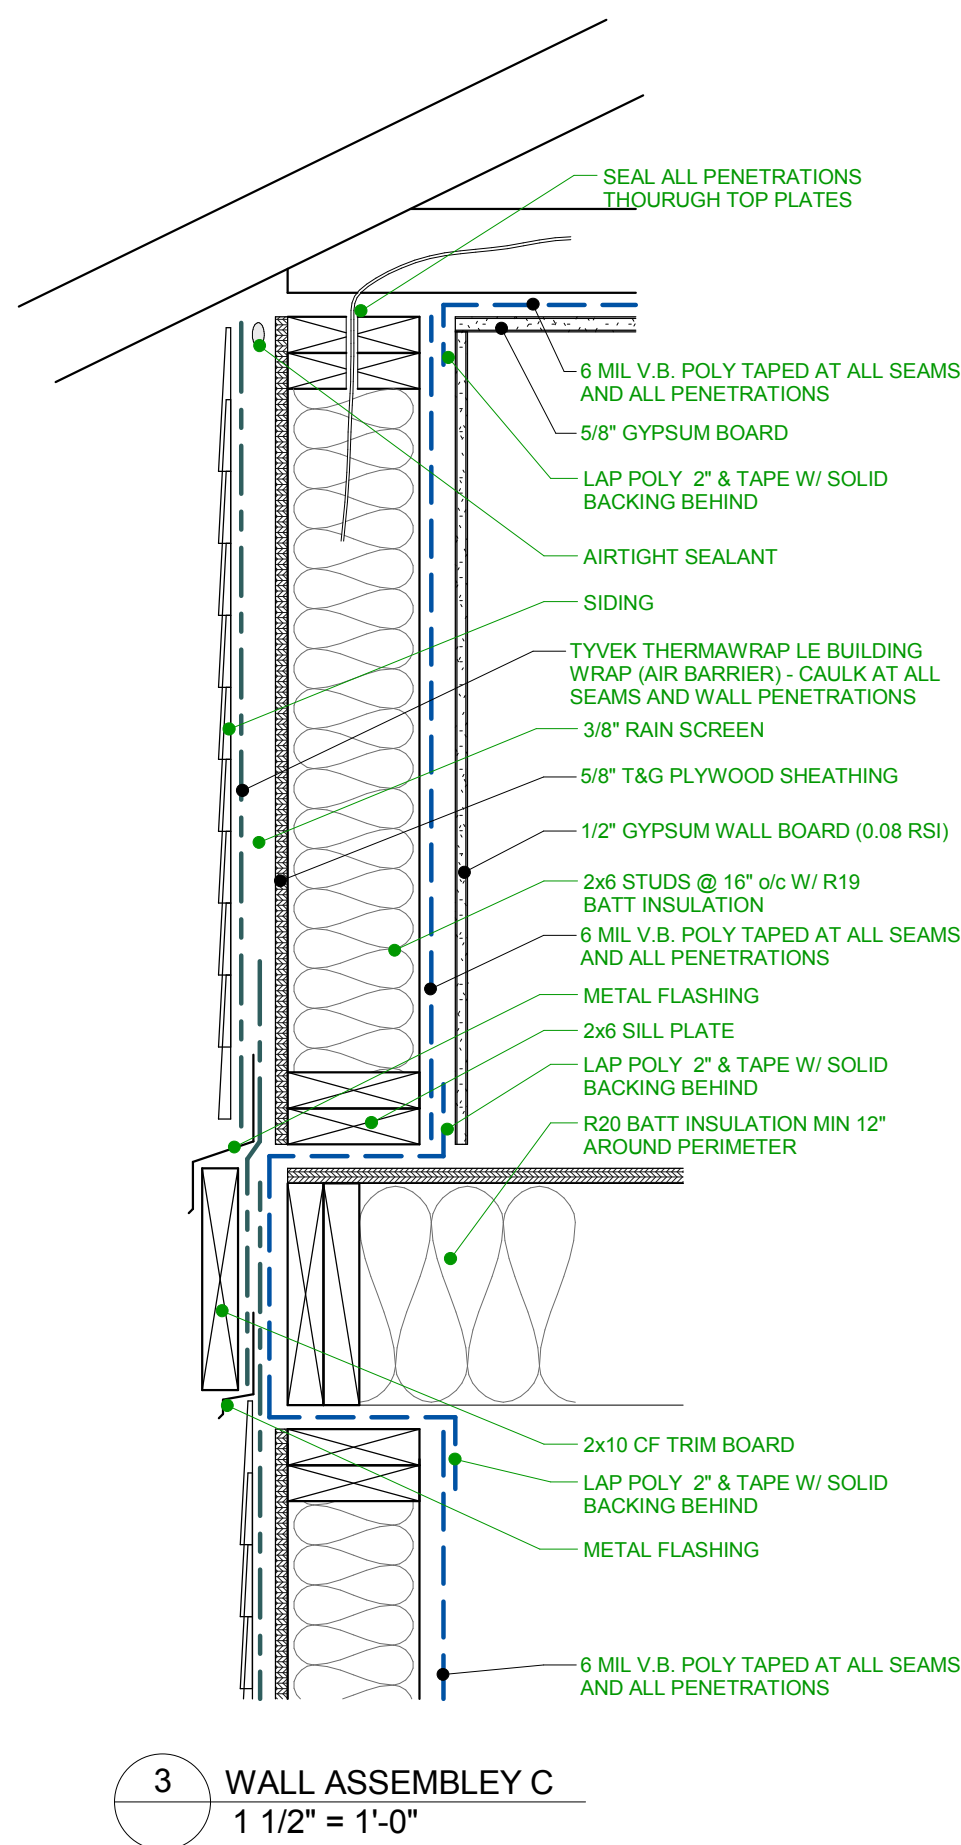 SEAL ALL PENETRATIONS
THOURUGH TOP PLATES
6 MIL V.B. POLY TAPED AT ALL SEAMS
AND ALL PENETRATIONS
5/8" GYPSUM BOARD
LAP POLY 2" & TAPE W/ SOLID
BACKING BEHIND
AIRTIGHT SEALANT
SIDING
TYVEK THERMAWRAP LE BUILDING
WRAP (AIR BARRIER) - CAULK AT ALL
SEAMS AND WALL PENETRATIONS
3/8" RAIN SCREEN
5/8" T&G PLYWOOD SHEATHING
1/2" GYPSUM WALL BOARD (0.08 RSI)
2x6 STUDS @ 16" o/c W/ R19
BATT INSULATION
6 MIL V.B. POLY TAPED AT ALL SEAMS
AND ALL PENETRATIONS
METAL FLASHING
2x6 SILL PLATE
LAP POLY 2" & TAPE W/ SOLID
BACKING BEHIND
R20 BATT INSULATION MIN 12"
AROUND PERIMETER
2x10 CF TRIM BOARD
LAP POLY 2" & TAPE W/ SOLID
BACKING BEHIND
METAL FLASHING
6 MIL V.B. POLY TAPED AT ALL SEAMS
AND ALL PENETRATIONS
3 WALL ASSEMBLEY C
1 1/2" = 1'-0"